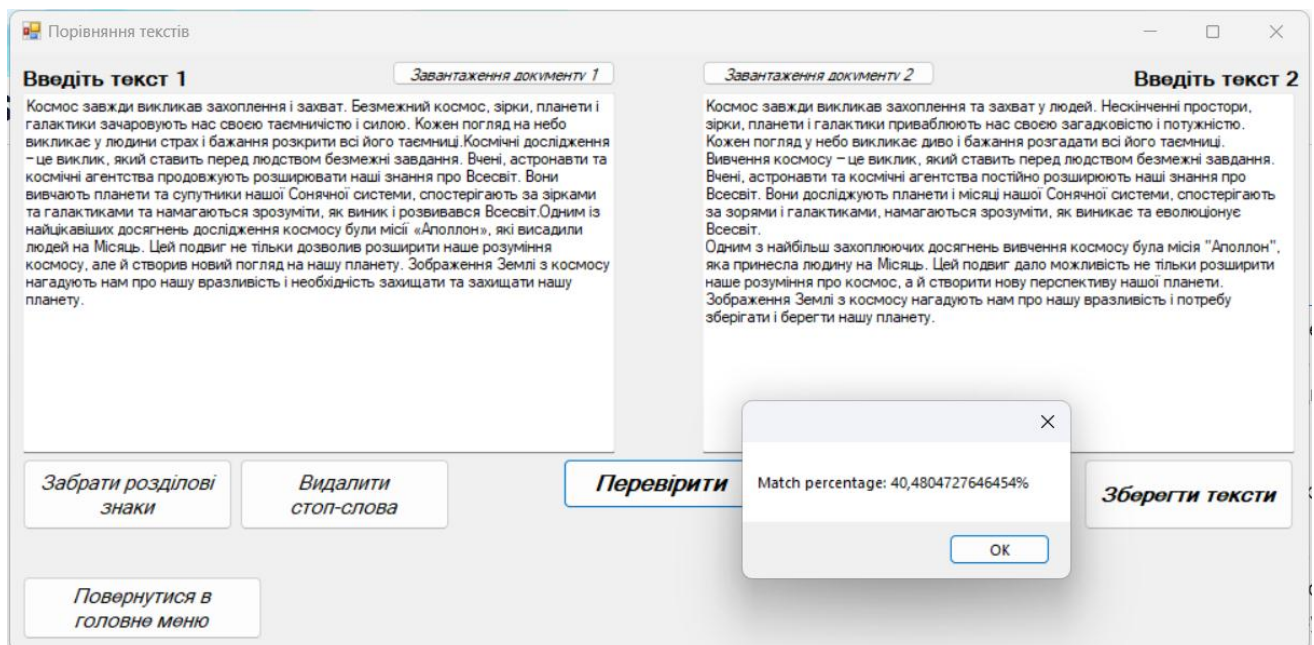 Порівняння текстів
Введіть текст 1
Завантаження документу 1
Завантаження документу 2
Введіть текст 2
Космос завжди викликав захоплення і захват. Безмежний космос, зірки, планети і
галактики зачаровують нас своєю таємничістю і силою. Кожен погляд на небо
викликає у людини страх і бажання розкрити всі його таємниці.Космічні дослідження
– це виклик, який ставить перед людством безмежні завдання. Вчені, астронавти та
космічні агентства продовжують розширювати наші знання про Всесвіт. Вони
вивчають планети та супутники нашої Сонячної системи, спостерігають за зірками
та галактиками та намагаються зрозуміти, як виник і розвивався Всесвіт.Одним із
найцікавіших досягнень дослідження космосу були місії «Аполлон», які висадили
людей на Місяць. Цей подвиг не тільки дозволив розширити наше розуміння
космосу, але й створив новий погляд на нашу планету. Зображення Землі з космосу
нагадують нам про нашу вразливість і необхідність захищати та захищати нашу
планету.
Космос завжди викликав захоплення та захват у людей. Нескінченні простори,
зірки, планети і галактики приваблюють нас своєю загадковістю і потужністю.
Кожен погляд у небо викликає диво і бажання розгадати всі його таємниці.
Вивчення космосу – це виклик, який ставить перед людством безмежні завдання.
Вчені, астронавти та космічні агентства постійно розширюють наші знання про
Всесвіт. Вони досліджують планети і місяці нашої Сонячної системи, спостерігають
за зорями і галактиками, намагаються зрозуміти, як виникає та еволюціонує
Всесвіт.
Одним з найбільш захоплюючих досягнень вивчення космосу була місія "Аполлон",
яка принесла людину на Місяць. Цей подвиг дало можливість не тільки розширити
наше розуміння про космос, а й створити нову перспективу нашої планети.
Зображення Землі з космосу нагадують нам про нашу вразливість і потребу
зберігати і берегти нашу планету.
Забрати розділові
знаки
Видалити
стоп-слова
Перевірити
Match percentage: 40,4804727646454%
OK
Зберегти тексти
Повернутися в
головне меню